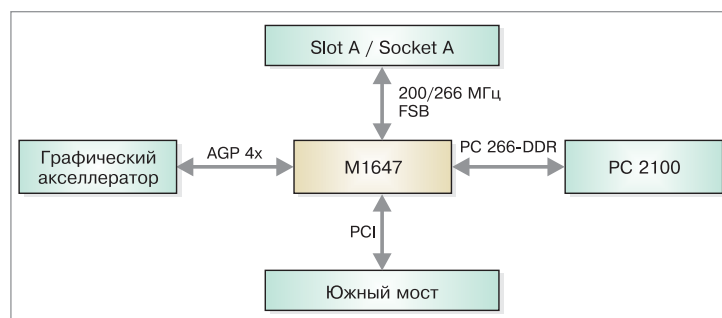 Slot A / Socket A
200/266 МГц
FSB
Графический
акселлератор
AGP 4x
M1647
PC 266-DDR
PC 2100
PCI
Южный мост